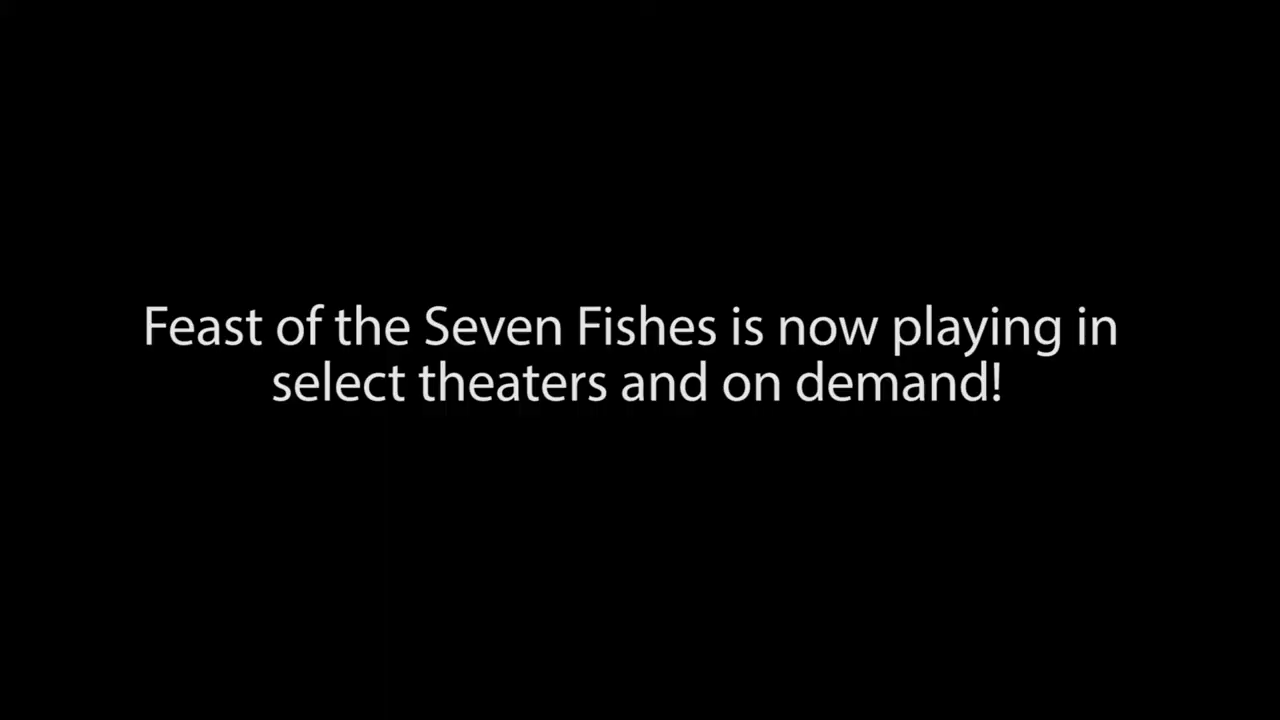 Feast of the Seven Fishes is now playing in
select theaters and on demand!